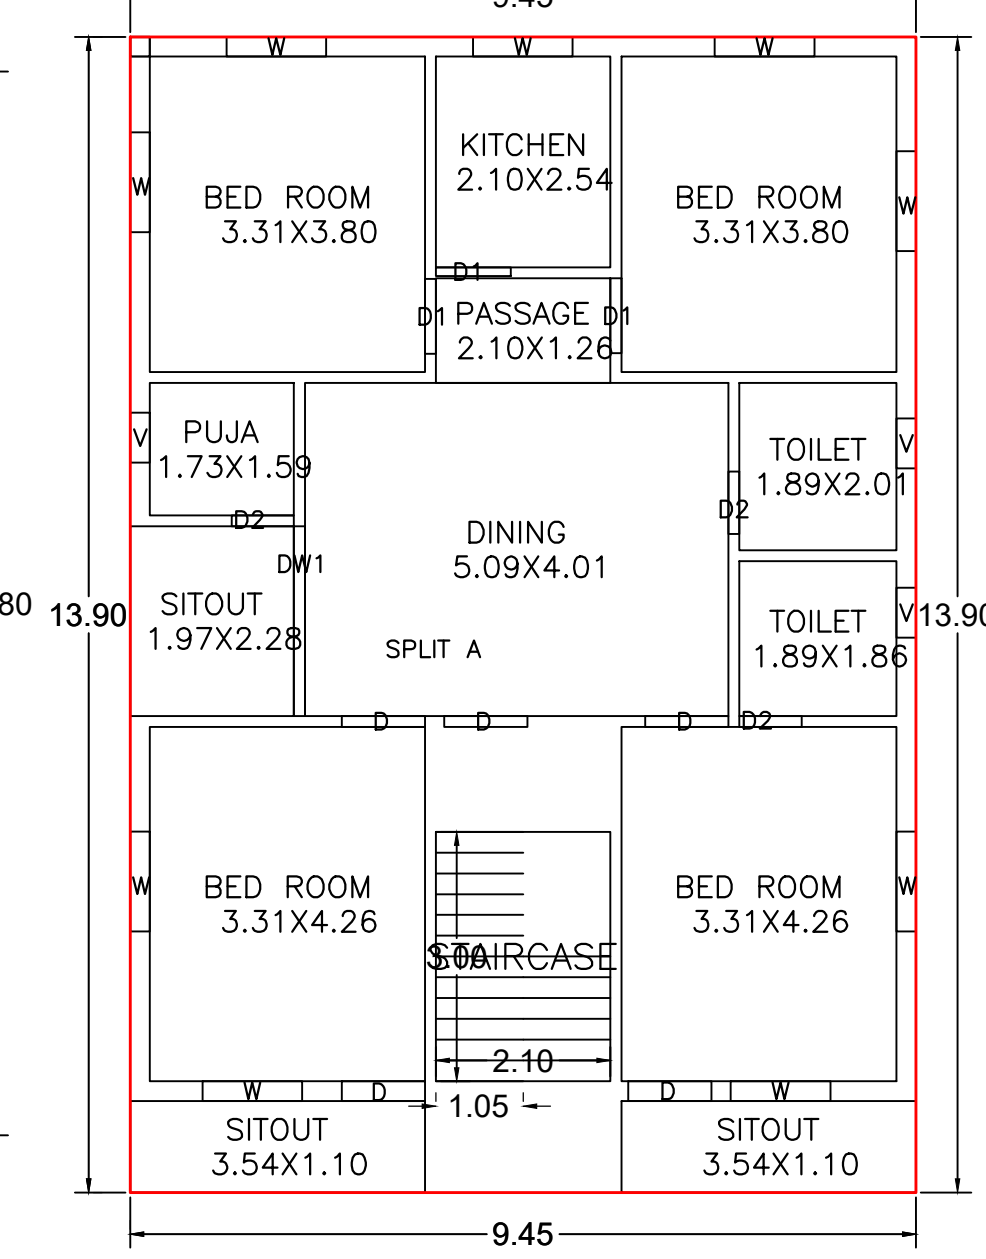 9.45
W W W
KITCHEN
2.10X2.54
W
BED ROOM
3.31X3.80
BED ROOM
3.31X3.80
W
D1
D1
PASSAGE
2.10X1.26
D1
V
PUJA
1.73X1.59
TOILET
1.89X2.01
V
D2
D2
DINING
5.09X4.01
DW1
SITOUT
1.97X2.28
80
13.90
SPLIT A
TOILET
1.89X1.86
V
13.90
D D D D2
W
BED ROOM
3.31X4.26
BED ROOM
3.31X4.26
W
STAIRCASE
3.00
2.10
1.05
W D D W
SITOUT
3.54X1.10
SITOUT
3.54X1.10
9.45